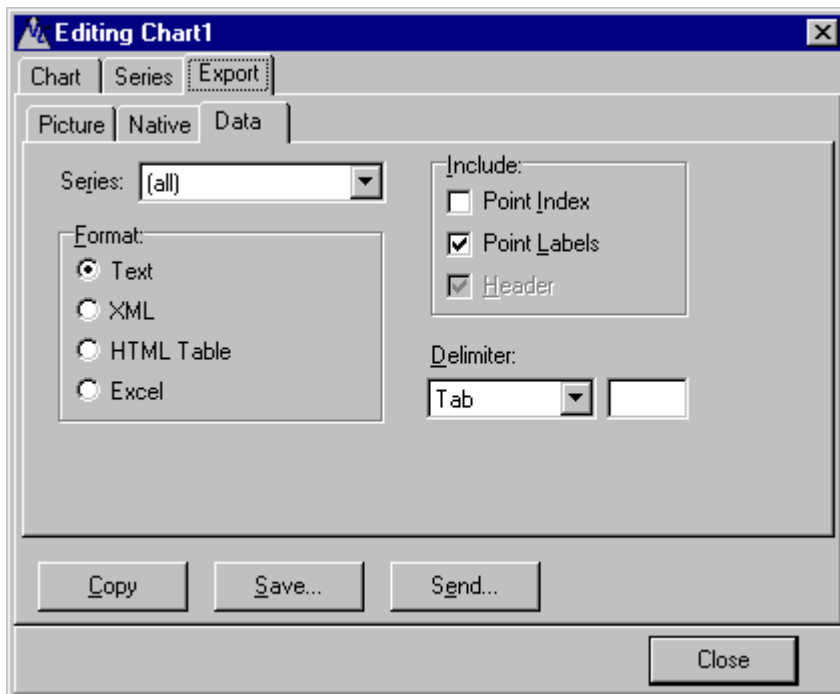 Editing Chart1
Chart Series Export
Picture Native Data
Series: (all)
Include:
Point Index
Point Labels
Header
Format:
Text
XML
HTML Table
Excel
Delimiter:
Tab
Copy Save... Send...
Close